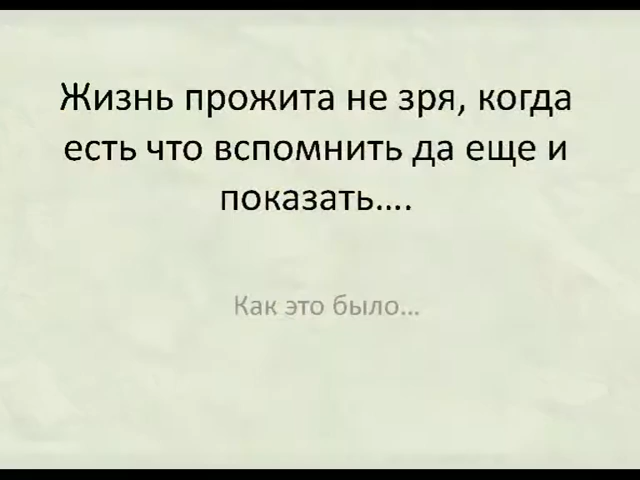 Жизнь прожита не зря, когда
есть что вспомнить да еще и
показать….
Как это было…